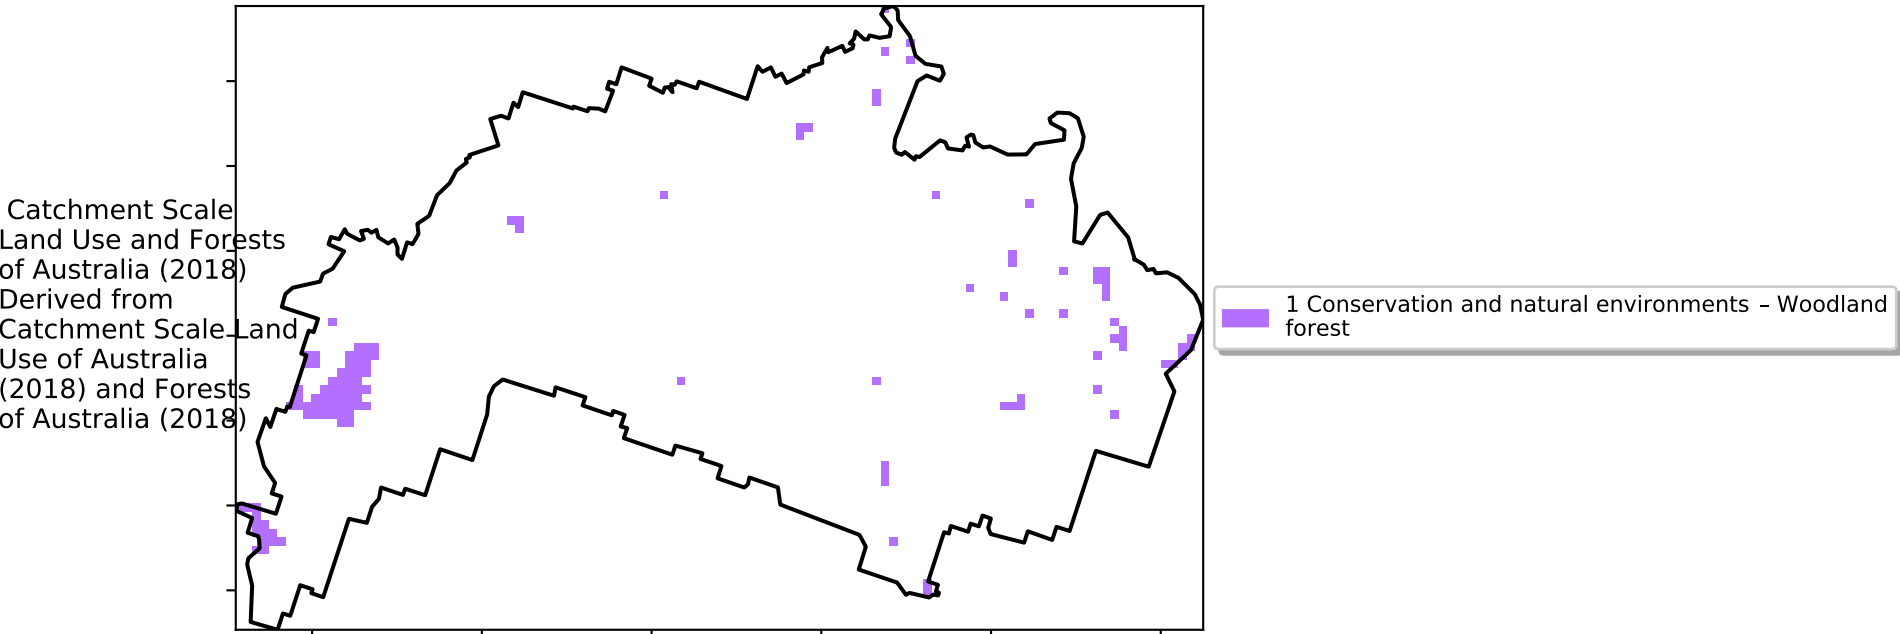 Catchment Scale
Land Use and Forests
of Australia (2018)
Derived from
Catchment Scale Land
Use of Australia
(2018) and Forests
of Australia (2018)
1 Conservation and natural environments – Woodland
forest